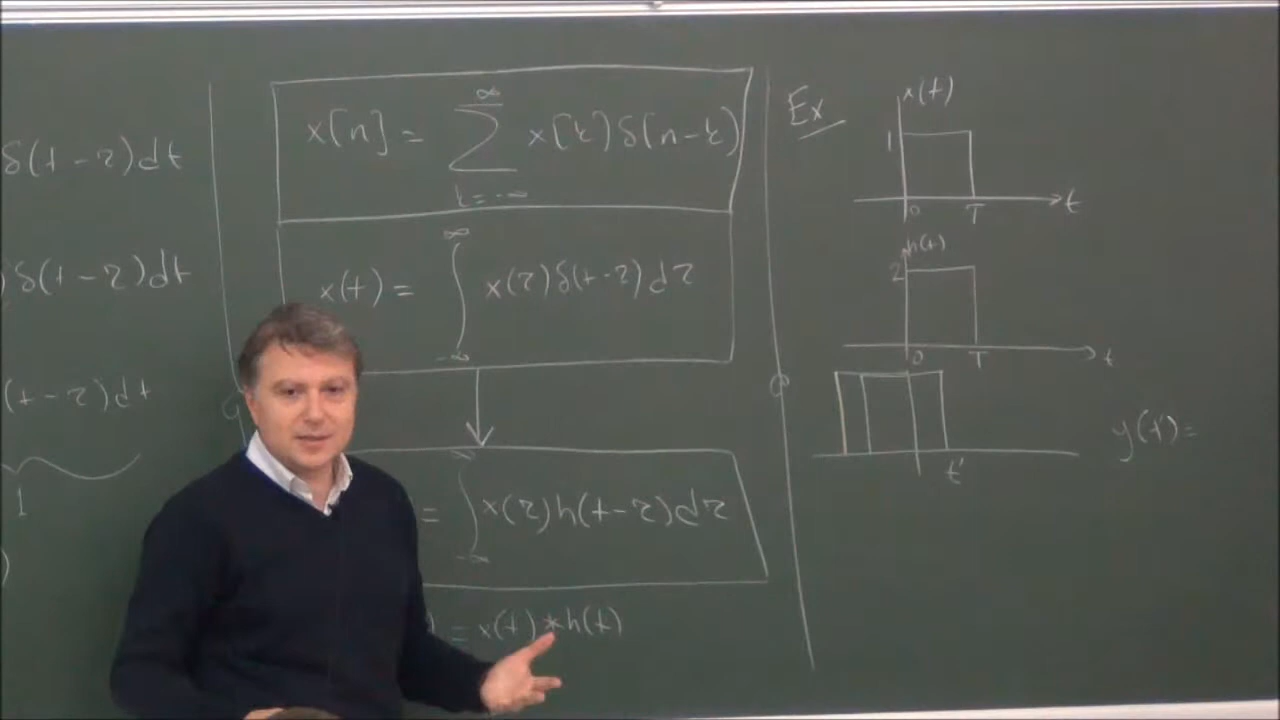 δ(t-τ)dt
)δ(t-τ)dt
(t-τ)dt
1
)
x[n] = ∑ x[k]δ[n-k]
∞
k=-∞
x(t) = ∫ x(τ)δ(t-τ)dτ
∞
-∞
= ∫ x(τ)h(t-τ)dτ
-∞
) = x(t)*h(t)
Ex
x(t)
1
0 T t
h(t)
2
0 T t
t'
y(t')=